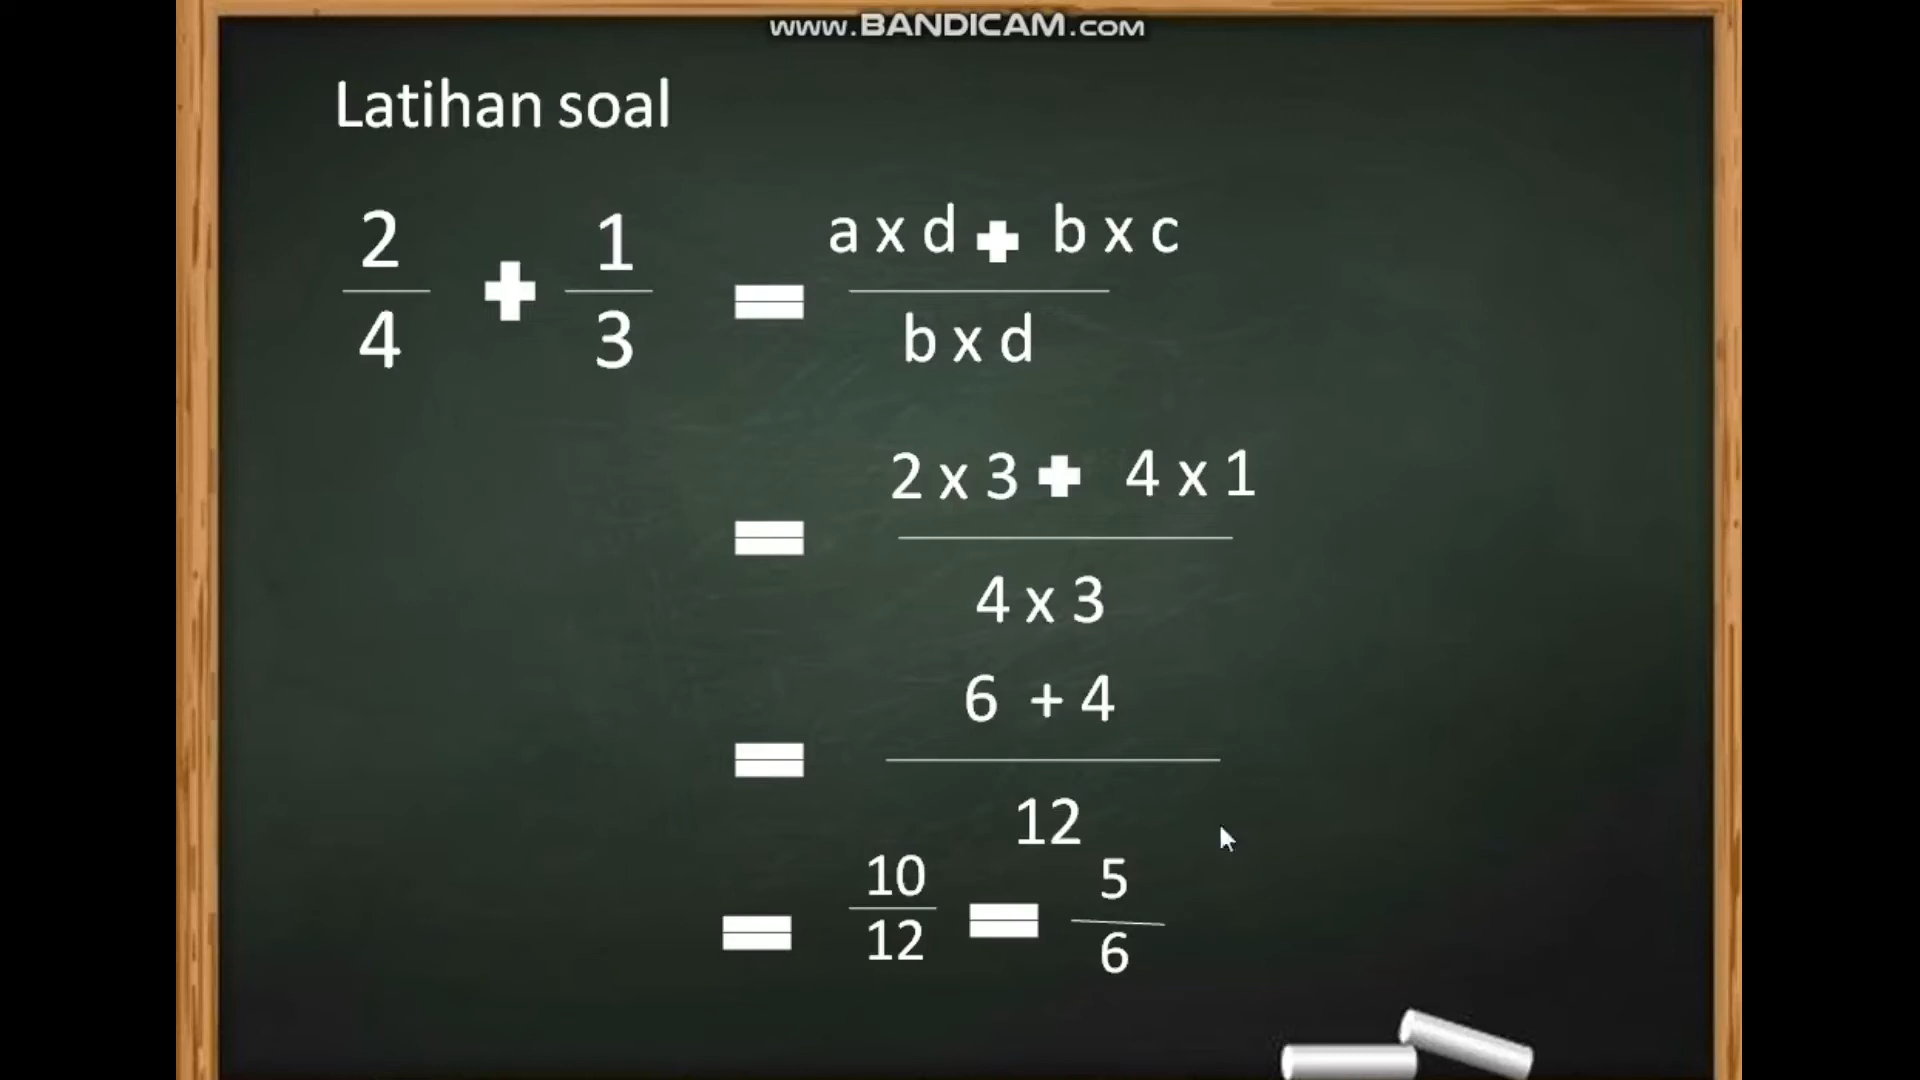 www.BANDICAM.com
Latihan soal
2 1 a x d + b x c
+ =
4 3 b x d
2 x 3 + 4 x 1
=
4 x 3
6 + 4
=
12
10 5
= =
12 6